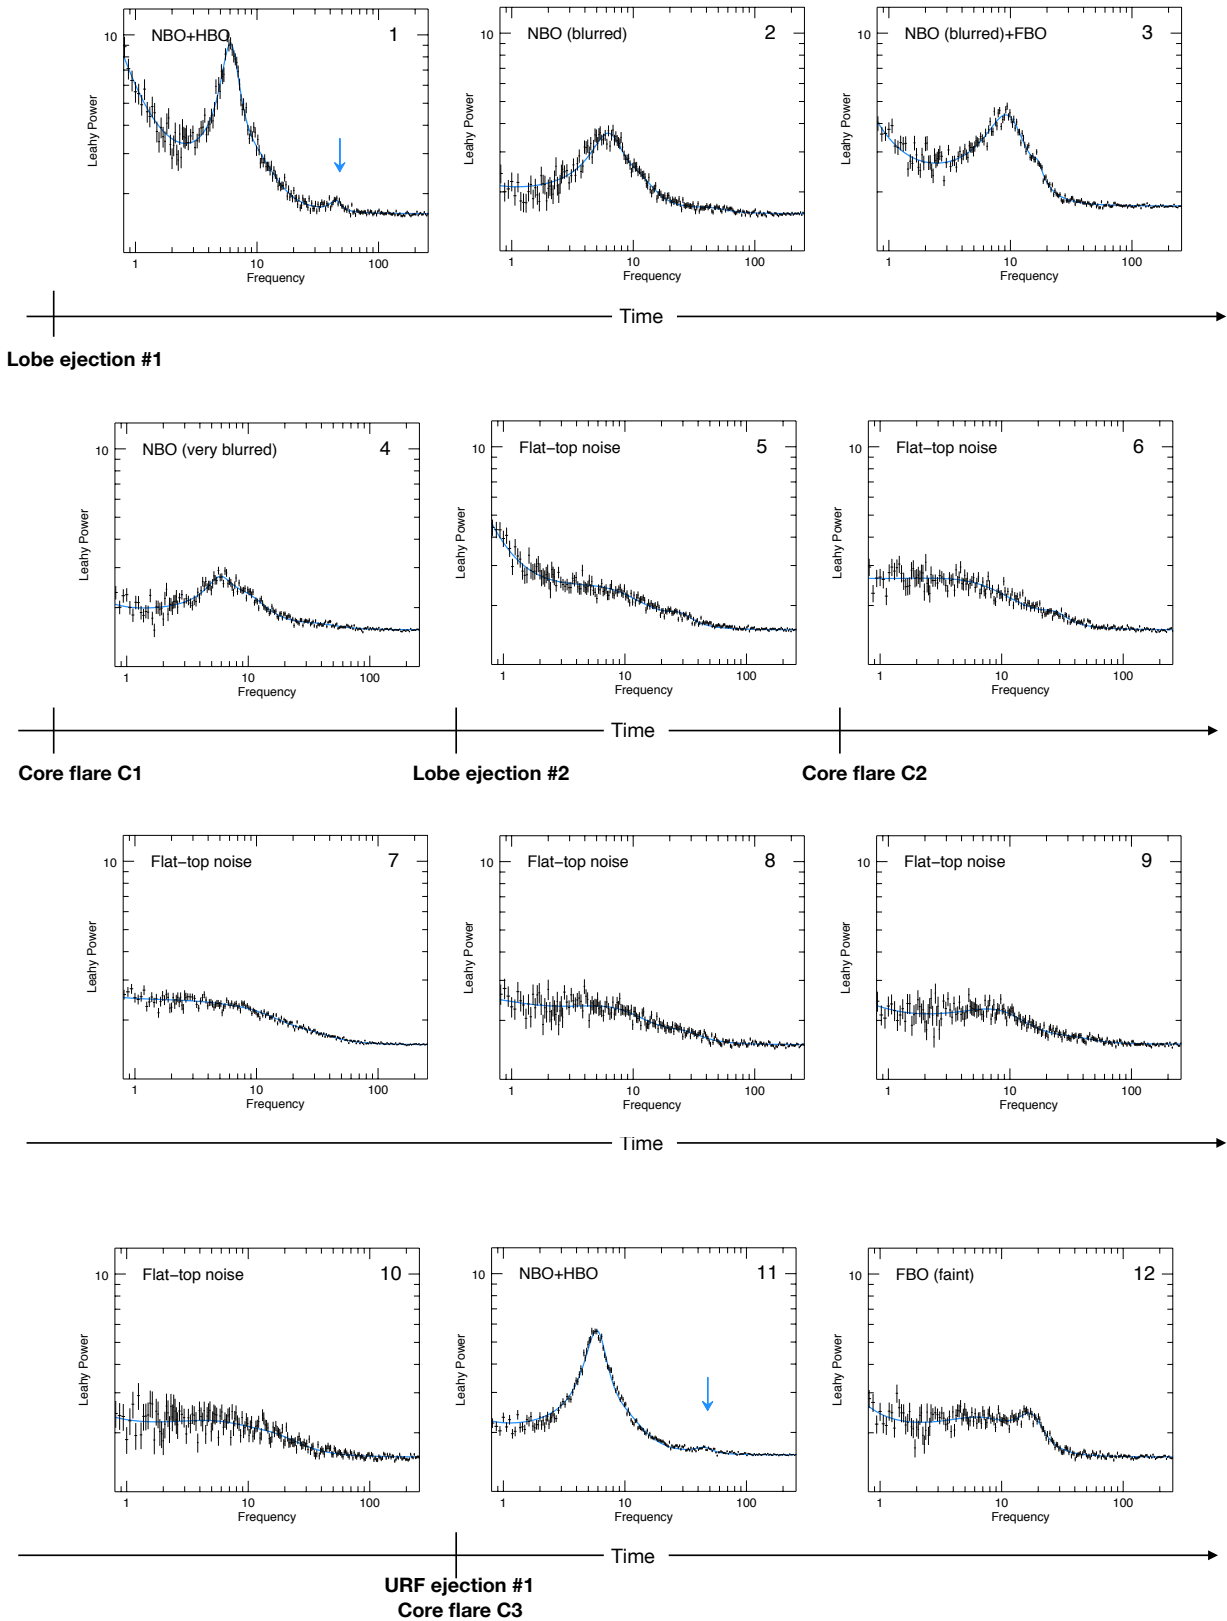 NBO+HBO 1
10
Leahy Power
1 10 100
Frequency
NBO (blurred) 2
10
Leahy Power
1 10 100
Frequency
NBO (blurred)+FBO 3
10
Leahy Power
1 10 100
Frequency
Time
Lobe ejection #1
NBO (very blurred) 4
10
Leahy Power
1 10 100
Frequency
Flat-top noise 5
10
Leahy Power
1 10 100
Frequency
Flat-top noise 6
10
Leahy Power
1 10 100
Frequency
Time
Core flare C1
Lobe ejection #2
Core flare C2
Flat-top noise 7
10
Leahy Power
1 10 100
Frequency
Flat-top noise 8
10
Leahy Power
1 10 100
Frequency
Flat-top noise 9
10
Leahy Power
1 10 100
Frequency
Time
Flat-top noise 10
10
Leahy Power
1 10 100
Frequency
NBO+HBO 11
10
Leahy Power
1 10 100
Frequency
FBO (faint) 12
10
Leahy Power
1 10 100
Frequency
Time
URF ejection #1
Core flare C3